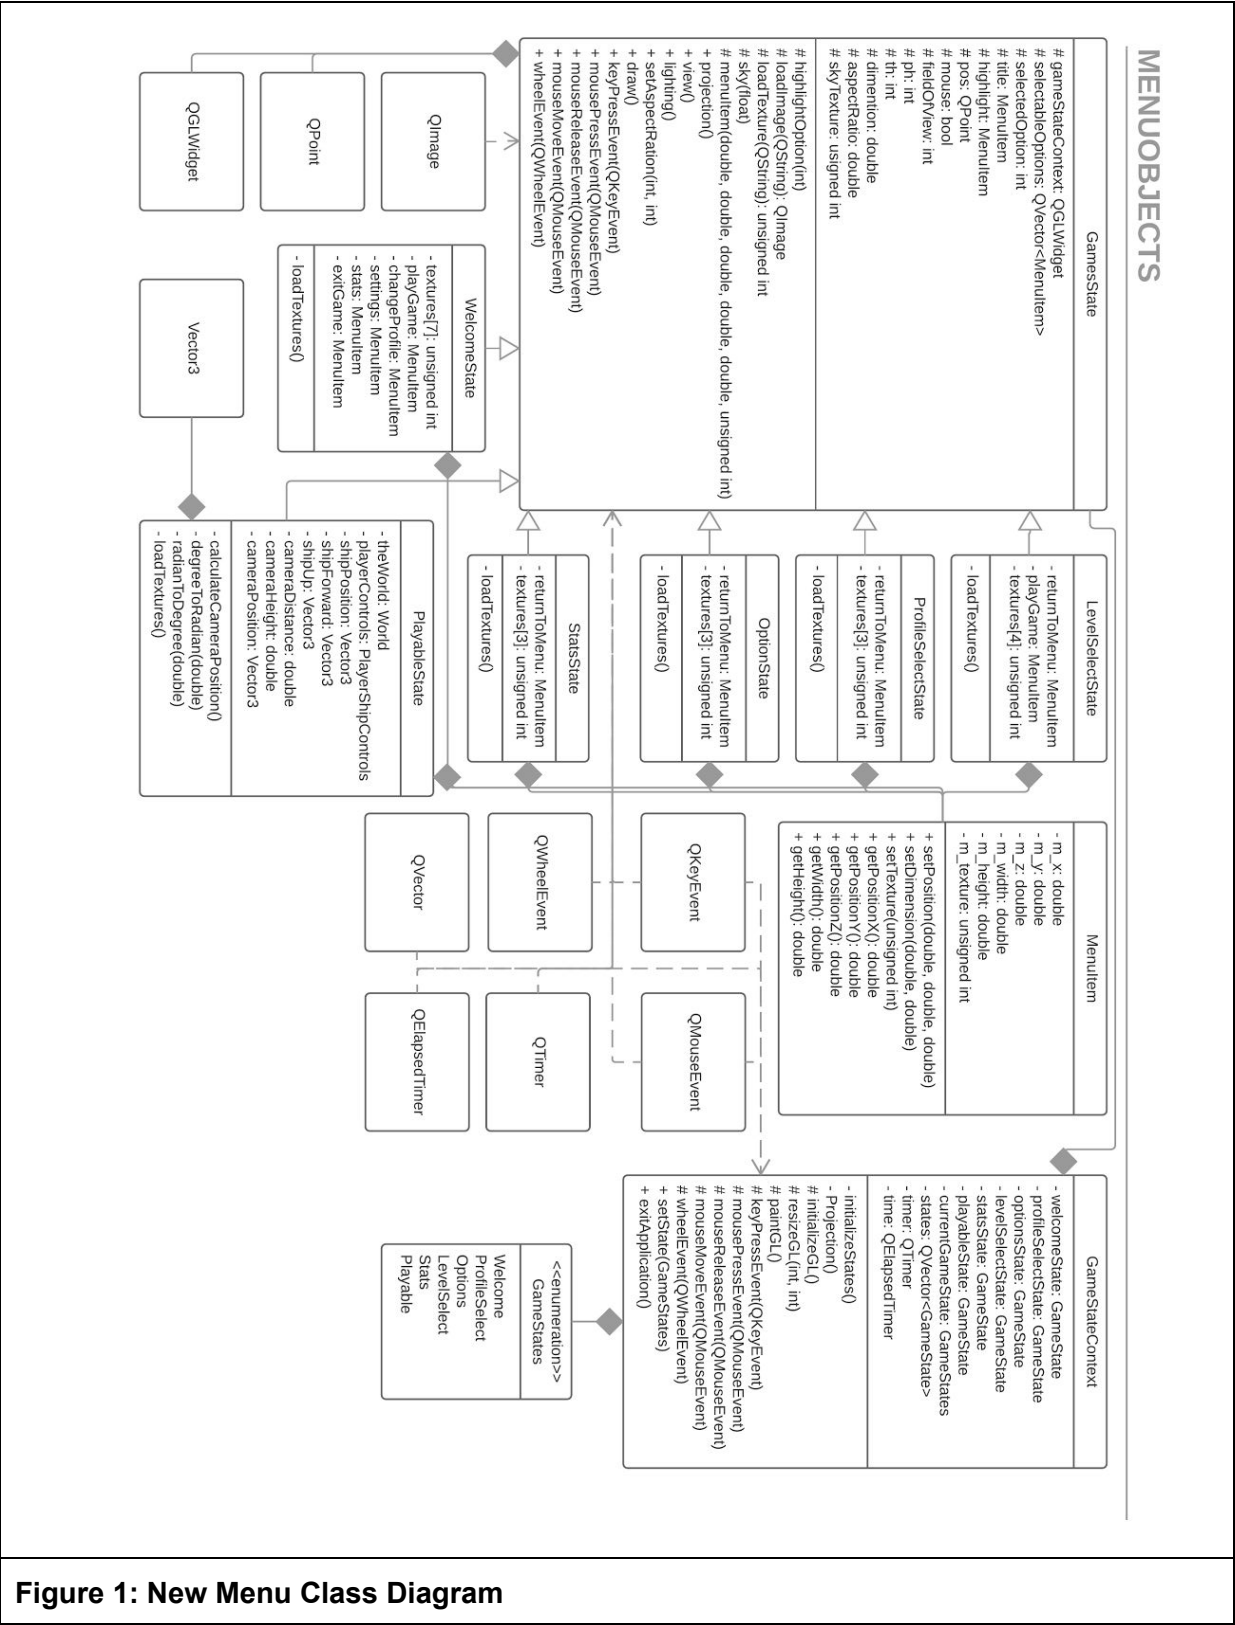 MENUOBJECTS
GamesState
# gameStateContext: QGLWidget
# selectableOptions: QVector<MenuItem>
# selectedOption: int
# title: MenuItem
# highlight: MenuItem
# pos: QPoint
# mouse: bool
# fieldOfView: int
# ph: int
# th: int
# dimention: double
# aspectRatio: double
# skyTexture: usigned int
# highlightOption(int)
# loadImage(QString): QImage
# loadTexture(QString): unsigned int
# sky(float)
# menuItem(double, double, double, double, double, unsigned int)
+ projection()
+ view()
+ lighting()
+ setAspectRation(int, int)
+ draw()
+ keyPressEvent(QKeyEvent)
+ mousePressEvent(QMouseEvent)
+ mouseReleaseEvent(QMouseEvent)
+ mouseMoveEvent(QMouseEvent)
+ wheelEvent(QWheelEvent)
QImage
QPoint
QGLWidget
WelcomeState
- textures[7]: unsigned int
- playGame: MenuItem
- changeProfile: MenuItem
- settings: MenuItem
- stats: MenuItem
- exitGame: MenuItem
- loadTextures()
Vector3
LevelSelectState
- returnToMenu: MenuItem
- playGame: MenuItem
- textures[4]: unsigned int
- loadTextures()
ProfileSelectState
- returnToMenu: MenuItem
- textures[3]: unsigned int
- loadTextures()
OptionState
- returnToMenu: MenuItem
- textures[3]: unsigned int
- loadTextures()
StatsState
- returnToMenu: MenuItem
- textures[3]: unsigned int
- loadTextures()
PlayableState
- theWorld: World
- playerControls: PlayerShipControls
- shipPosition: Vector3
- shipForward: Vector3
- shipUp: Vector3
- cameraDistance: double
- cameraHeight: double
- cameraPosition: Vector3
- calculateCameraPosition()
- degreeToRadian(double)
- radianToDegree(double)
- loadTextures()
MenuItem
- m_x: double
- m_y: double
- m_z: double
- m_width: double
- m_height: double
- m_texture: unsigned int
+ setPosition(double, double, double)
+ setDimension(double, double)
+ setTexture(unsigned int)
+ getPositionX(): double
+ getPositionY(): double
+ getPositionZ(): double
+ getWidth(): double
+ getHeight(): double
QKeyEvent
QWheelEvent
QVector
QMouseEvent
QTimer
QElapsedTimer
GameStateContext
- welcomeState: GameState
- profileSelectState: GameState
- optionsState: GameState
- levelSelectState: GameState
- statsState: GameState
- playableState: GameState
- currentGameState: GameStates
- states: QVector<GameState>
- timer: QTimer
- time: QElapsedTimer
- initializeStates()
- Projection()
# initializeGL()
# resizeGL(int, int)
# paintGL()
# keyPressEvent(QKeyEvent)
# mousePressEvent(QMouseEvent)
# mouseReleaseEvent(QMouseEvent)
# mouseMoveEvent(QMouseEvent)
# wheelEvent(QWheelEvent)
+ setState(GameStates)
+ exitApplication()
<<enumeration>>
GameStates
Welcome
ProfileSelect
Options
LevelSelect
Stats
Playable
Figure 1: New Menu Class Diagram